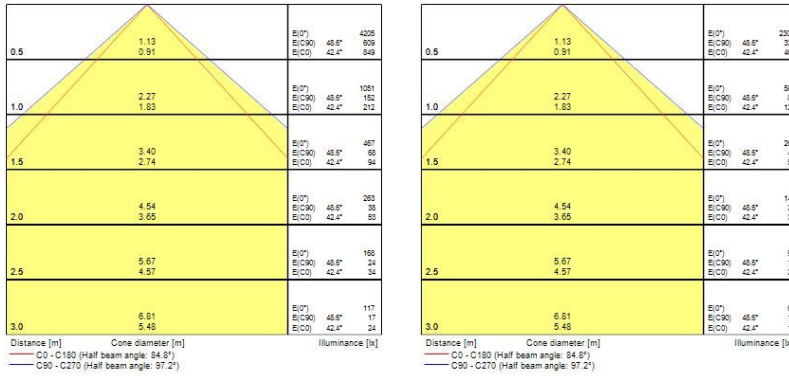 E(0°) 4205
1.13 E(C90) 48.6° 609
0.5 0.91 E(C0) 42.4° 849
E(0°) 1051
2.27 E(C90) 48.6° 152
1.0 1.83 E(C0) 42.4° 212
E(0°) 467
3.40 E(C90) 48.6° 68
1.5 2.74 E(C0) 42.4° 94
E(0°) 263
4.54 E(C90) 48.6° 38
2.0 3.65 E(C0) 42.4° 53
E(0°) 168
5.67 E(C90) 48.6° 24
2.5 4.57 E(C0) 42.4° 34
E(0°) 117
6.81 E(C90) 48.6° 17
3.0 5.48 E(C0) 42.4° 24
Distance [m] Cone diameter [m] Illuminance [lx]
C0 - C180 (Half beam angle: 84.8°)
C90 - C270 (Half beam angle: 97.2°)
E(0°)
1.13 E(C90) 48.6°
0.5 0.91 E(C0) 42.4°
E(0°)
2.27 E(C90) 48.6°
1.0 1.83 E(C0) 42.4°
E(0°)
3.40 E(C90) 48.6°
1.5 2.74 E(C0) 42.4°
E(0°)
4.54 E(C90) 48.6°
2.0 3.65 E(C0) 42.4°
E(0°)
5.67 E(C90) 48.6°
2.5 4.57 E(C0) 42.4°
E(0°)
6.81 E(C90) 48.6°
3.0 5.48 E(C0) 42.4°
Distance [m] Cone diameter [m] Illuminance [lx]
C0 - C180 (Half beam angle: 84.8°)
C90 - C270 (Half beam angle: 97.2°)